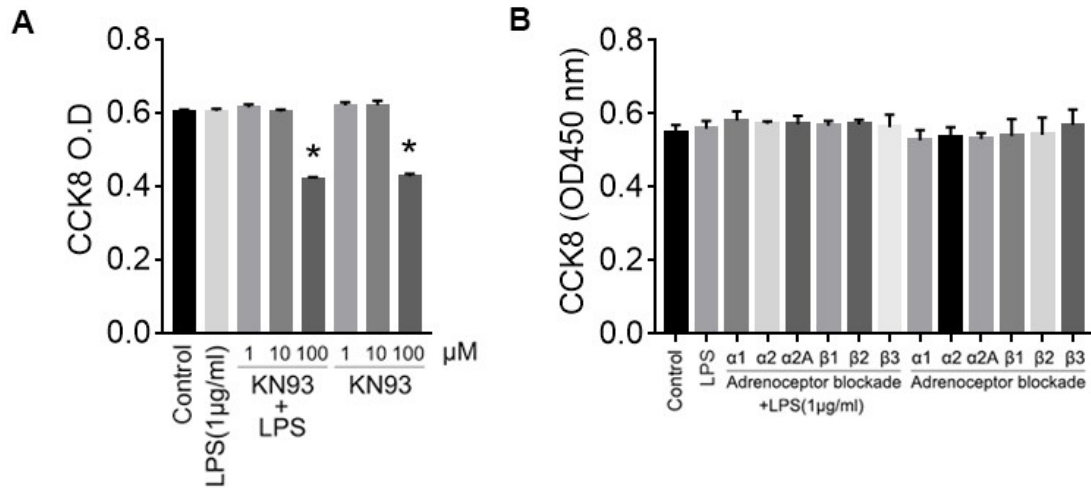 A
CCK8 O.D
0.8
0.6
0.4
0.2
0.0
*
*
Control
LPS(1μg/ml)
1 10 100 1 10 100 μM
KN93
+
LPS
KN93
B
CCK8 (OD450 nm)
0.8
0.6
0.4
0.2
0.0
Control
LPS
α1 α2 α2A β1 β2 β3 α1 α2 α2A β1 β2 β3
Adrenoceptor blockade
+LPS(1μg/ml)
Adrenoceptor blockade